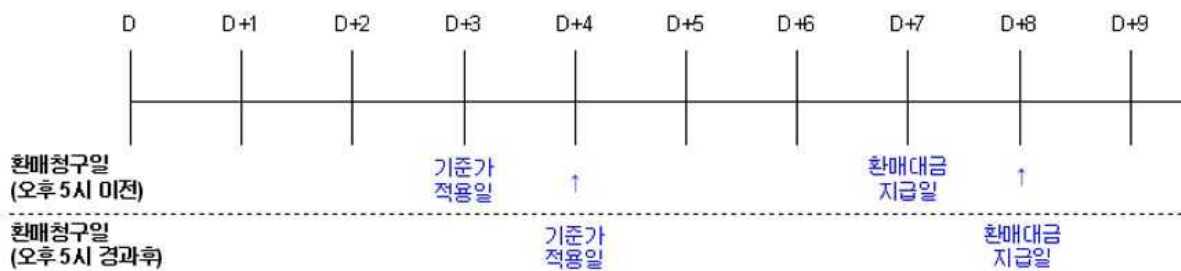 D D+1 D+2 D+3 D+4 D+5 D+6 D+7 D+8 D+9
환매청구일 기준가 환매대금
(오후 5시 이전) 적용일 ↑ 지급일 ↑
환매청구일 기준가 환매대금
(오후 5시 경과후) 적용일 지급일